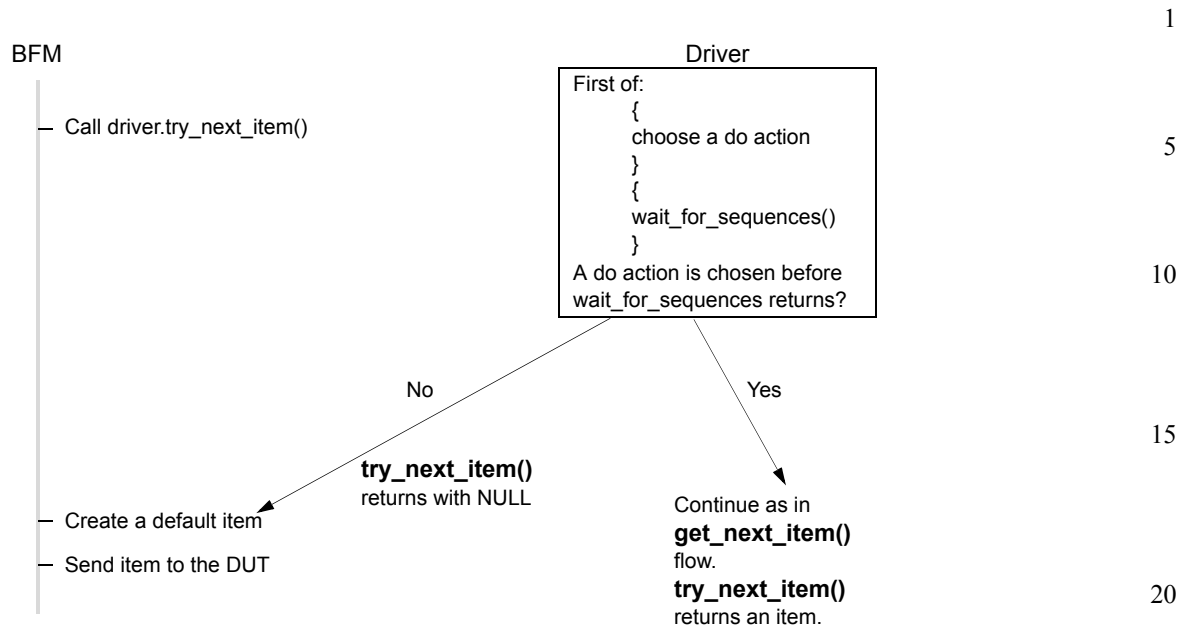 1
BFM
Driver
Call driver.try_next_item()
First of:
{
choose a do action
}
{
wait_for_sequences()
}
A do action is chosen before
wait_for_sequences returns?
5
10
No
Yes
15
try_next_item()
returns with NULL
Create a default item
Send item to the DUT
Continue as in
get_next_item()
flow.
try_next_item()
returns an item.
20